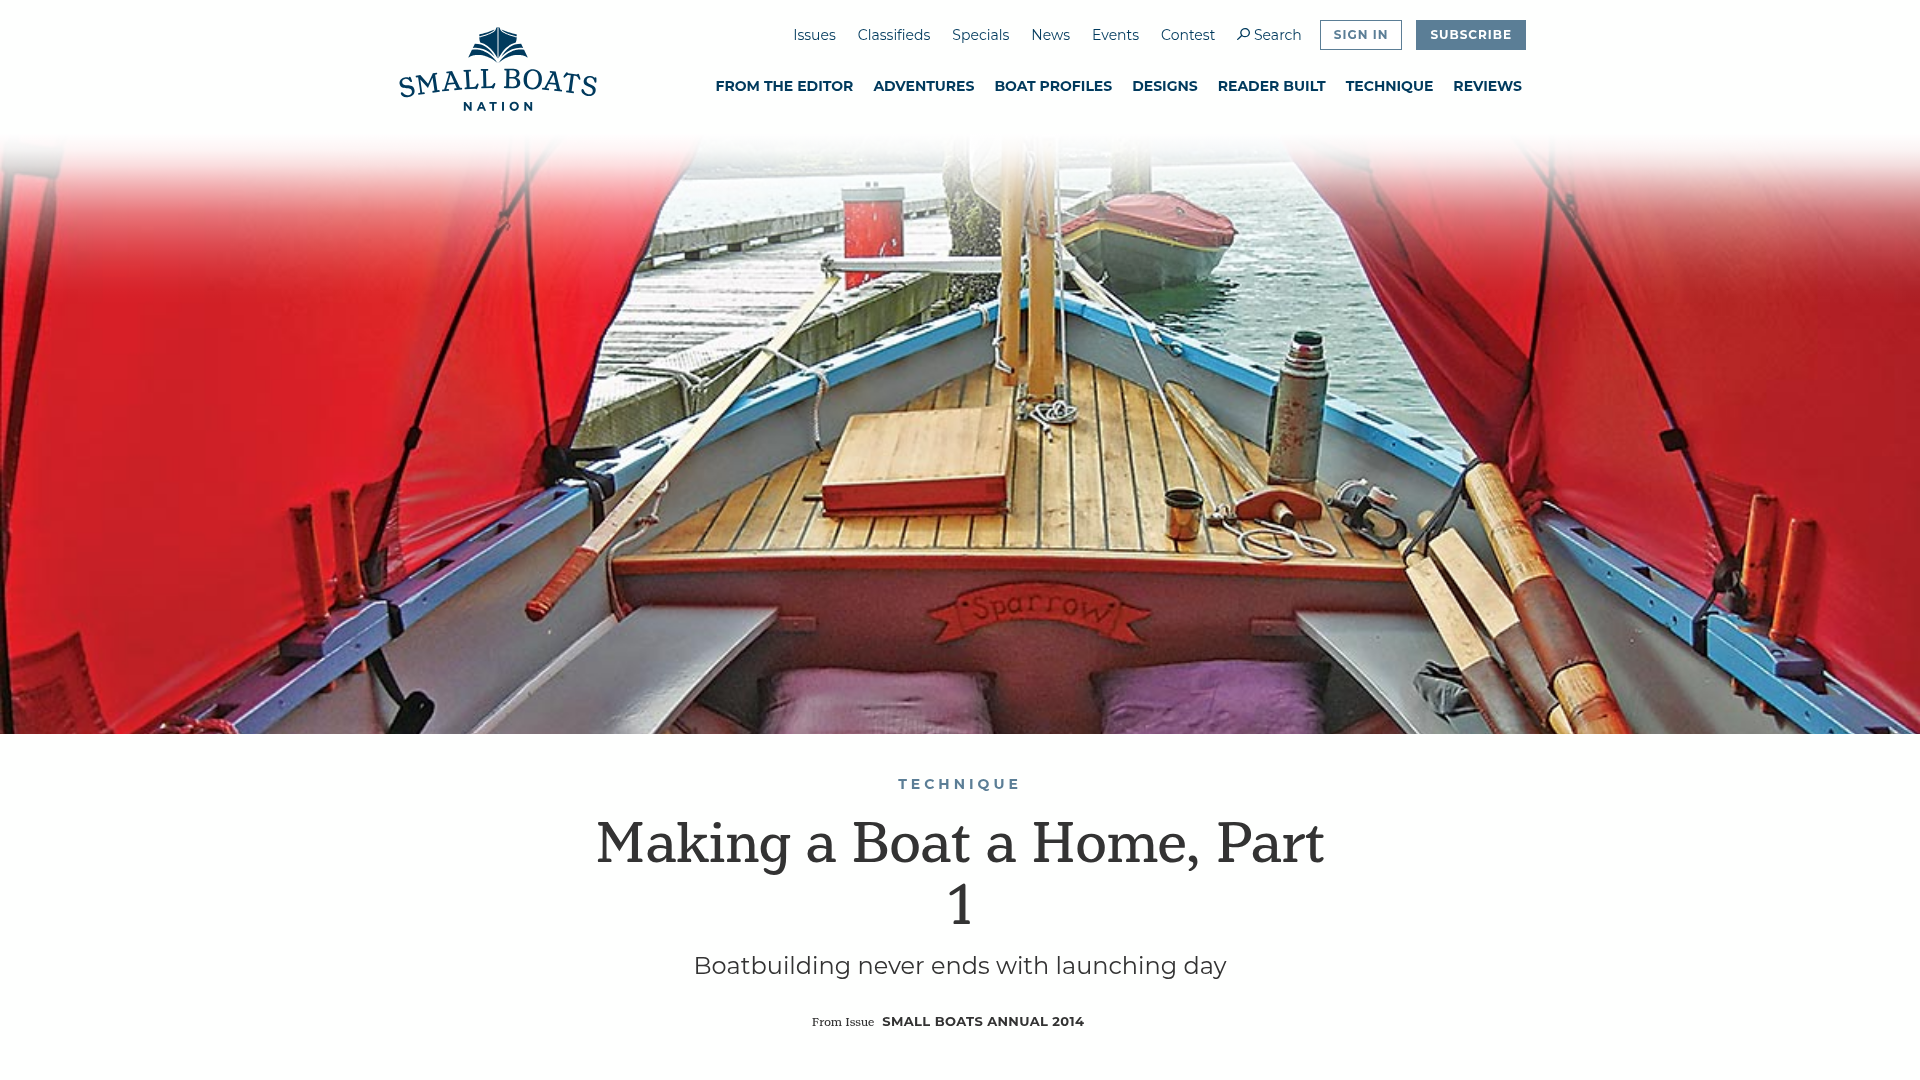 Issues Classifieds Specials News Events Contest Search SIGN IN SUBSCRIBE
SMALL BOATS
NATION
FROM THE EDITOR ADVENTURES BOAT PROFILES DESIGNS READER BUILT TECHNIQUE REVIEWS
Sparrow
TECHNIQUE
Making a Boat a Home, Part
1
Boatbuilding never ends with launching day
From Issue SMALL BOATS ANNUAL 2014